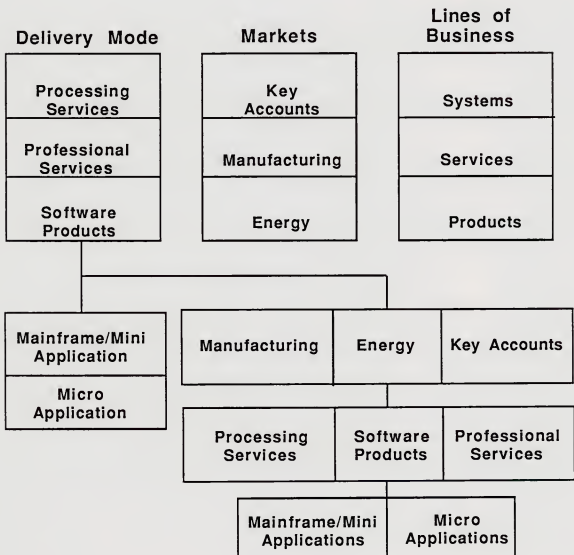 Delivery Mode
Markets
Lines of
Business
Processing
Services
Key
Accounts
Systems
Professional
Services
Manufacturing
Services
Software
Products
Energy
Products
Mainframe/Mini
Application
Micro
Application
Manufacturing
Energy
Key Accounts
Processing
Services
Software
Products
Professional
Services
Mainframe/Mini
Applications
Micro
Applications